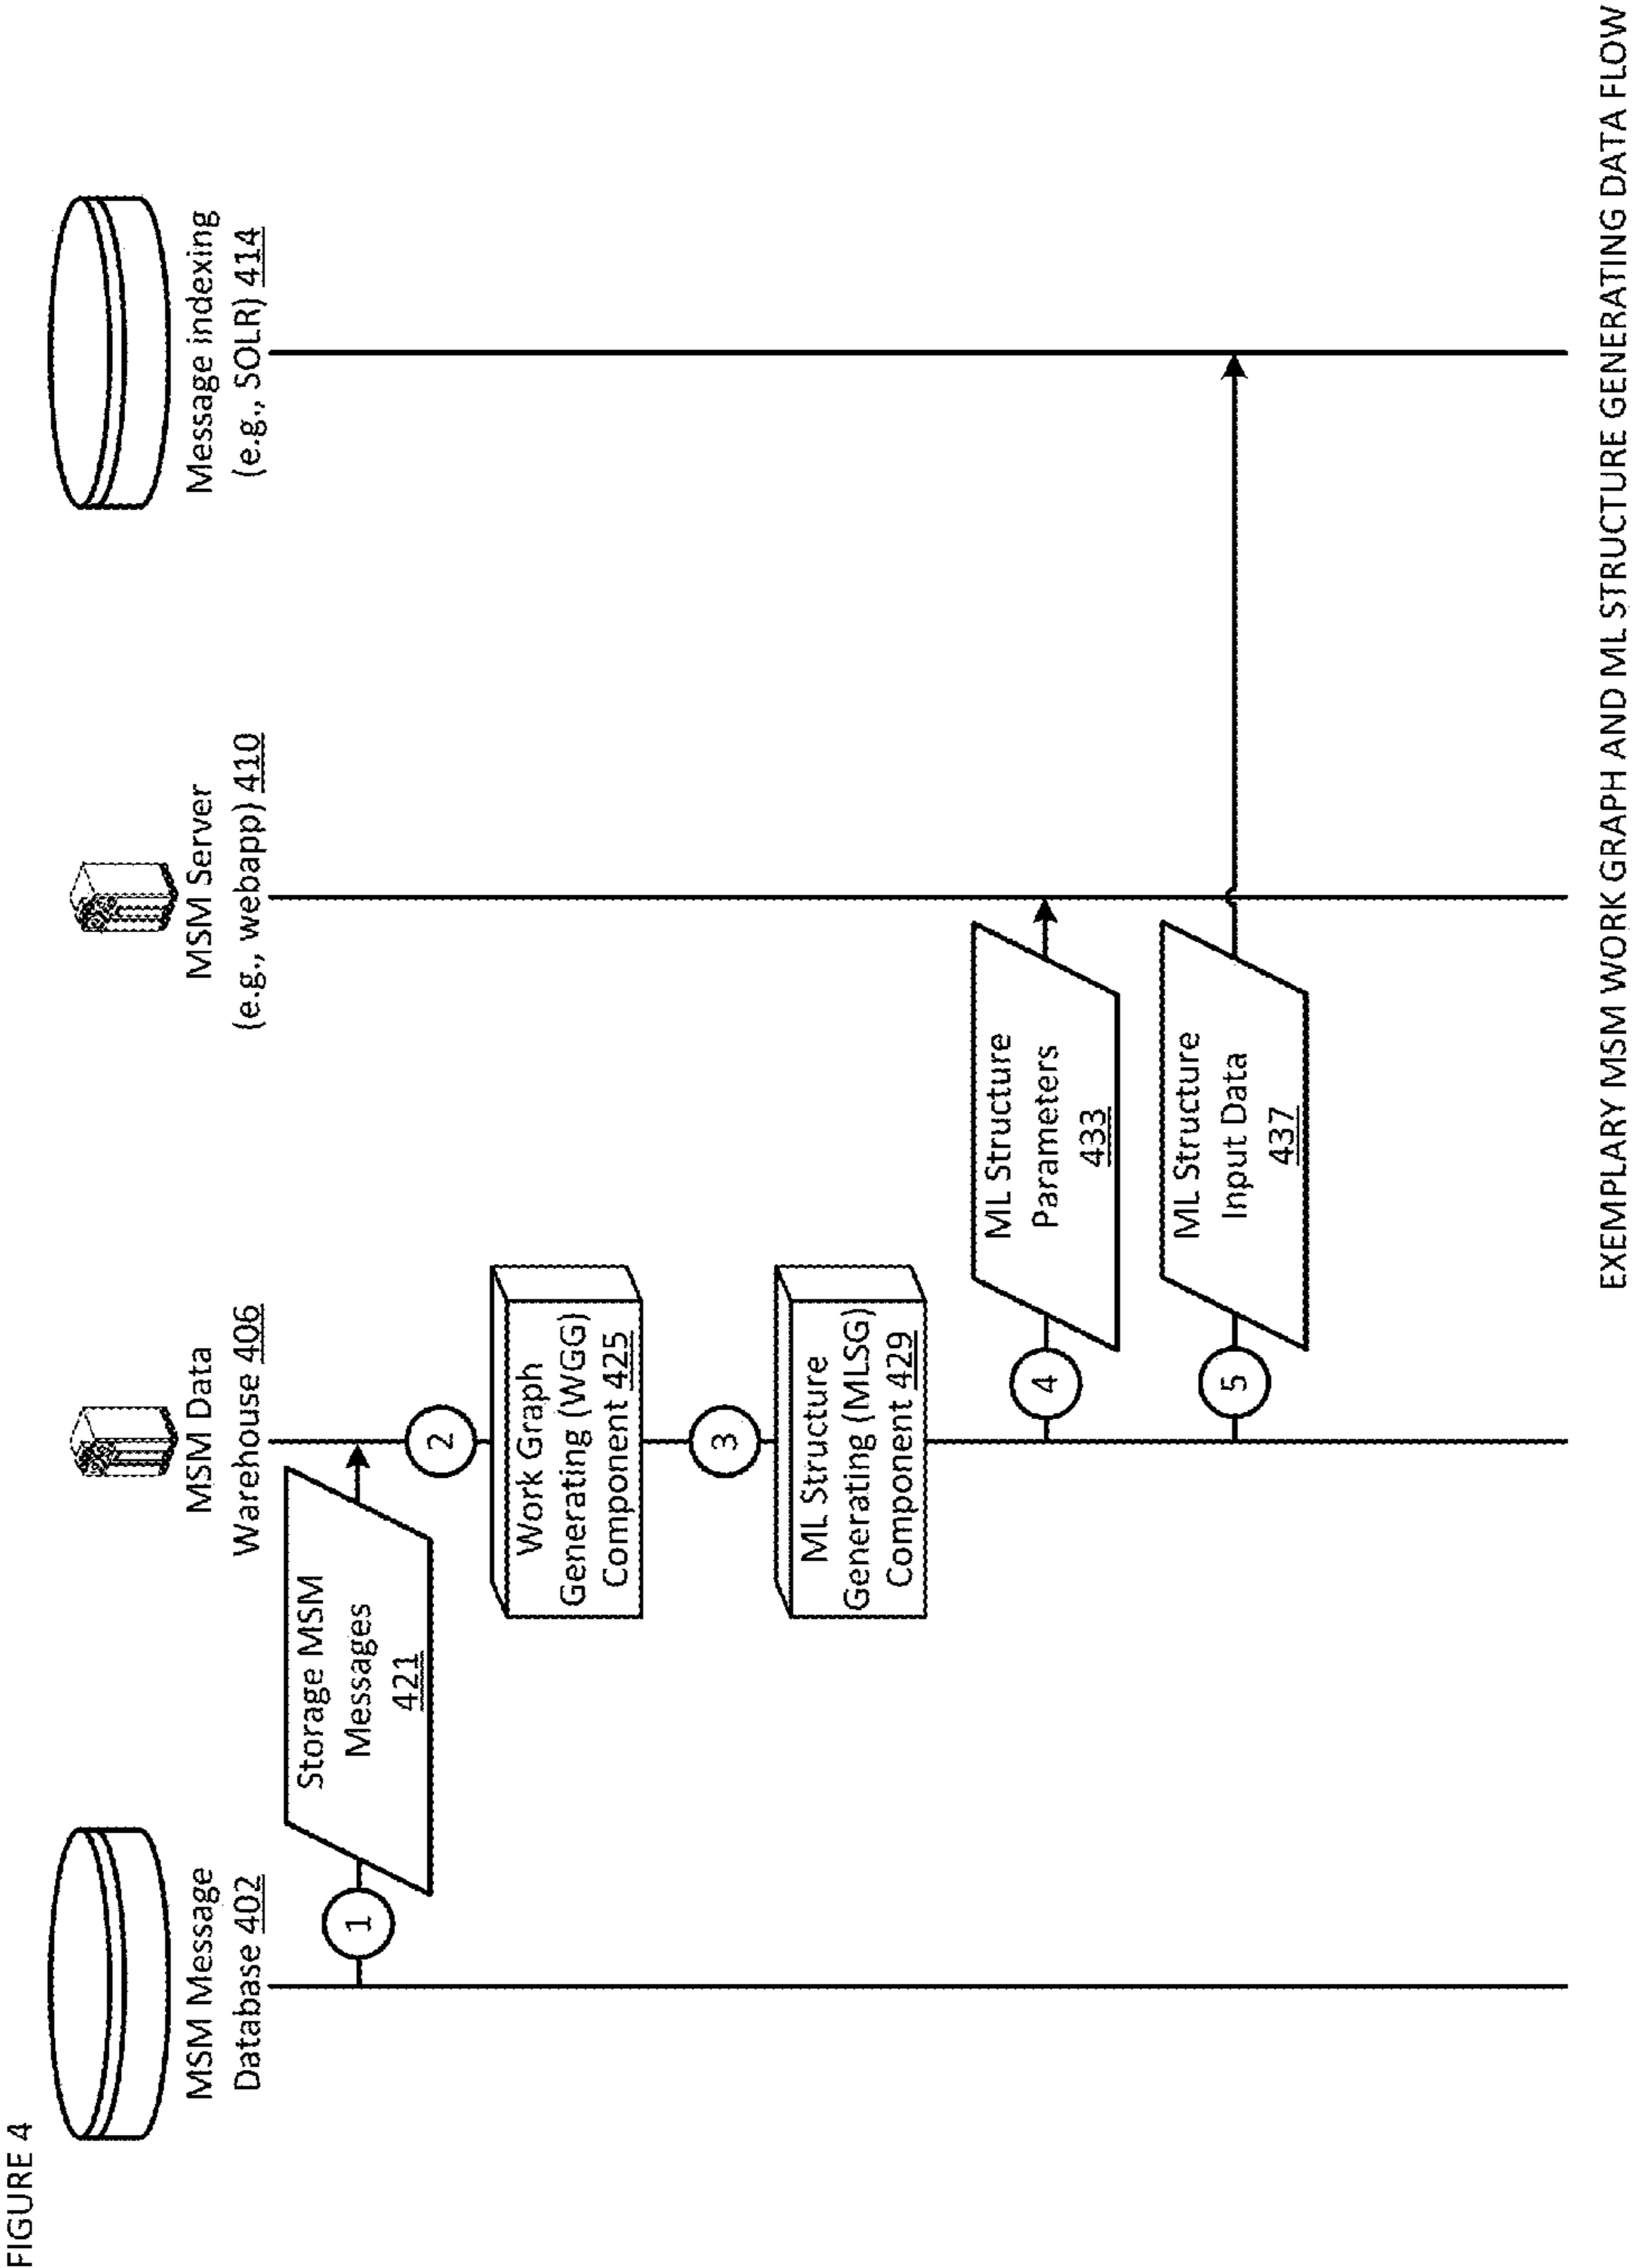 FIGURE 4
MSM Message
Database 402
MSM Data
Warehouse 406
MSM Server
(e.g., webapp) 410
Message indexing
(e.g., SOLR) 414
1
Storage MSM
Messages
421
2
Work Graph
Generating (WGG)
Component 425
3
ML Structure
Generating (MLSG)
Component 429
4
ML Structure
Parameters
433
5
ML Structure
Input Data
437
EXEMPLARY MSM WORK GRAPH AND ML STRUCTURE GENERATING DATA FLOW